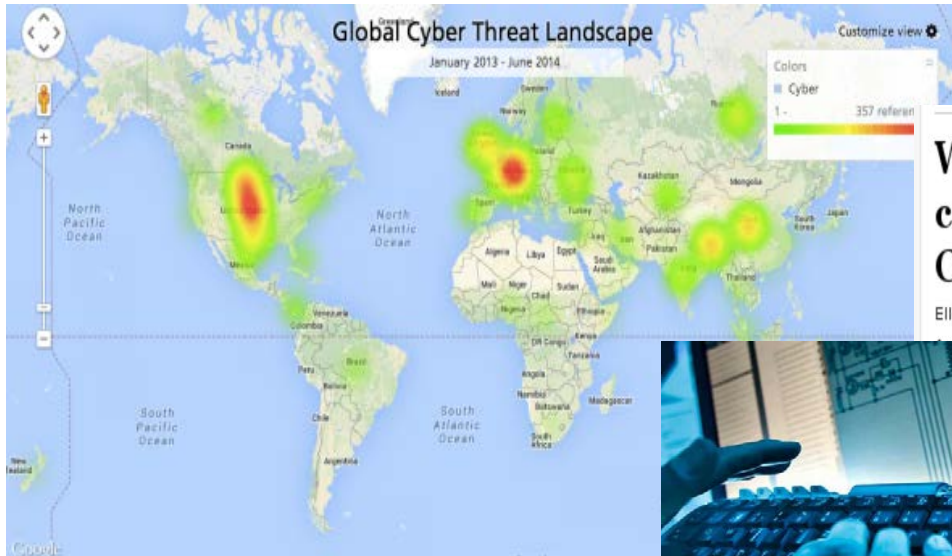 Global Cyber Threat Landscape
January 2013 - June 2014
Customize view
Colors
Cyber
1 -
357 referen
W
c
C
Ell
Iceland
Sweden
Norway
Canada
Poland
Kazakhstan
Mongolia
North
Pacific
Ocean
North
Atlantic
Ocean
Spain
Turkey
Afghanistan
Iraq
Iran
Pakistan
South
Korea
Japan
Mexico
Algeria
Libya
Egypt
Saudi
Arabia
Thailand
Mali
Niger
Chad
Sudan
Nigeria
Ethiopia
Venezuela
Colombia
DR Congo
Kenya
Tanzania
Brazil
Peru
Bolivia
Angola
Namibia
Botswana
Madagascar
Chile
South
Pacific
Ocean
South
Atlantic
Ocean
South
Africa
Argentina
New
Zealand
Google